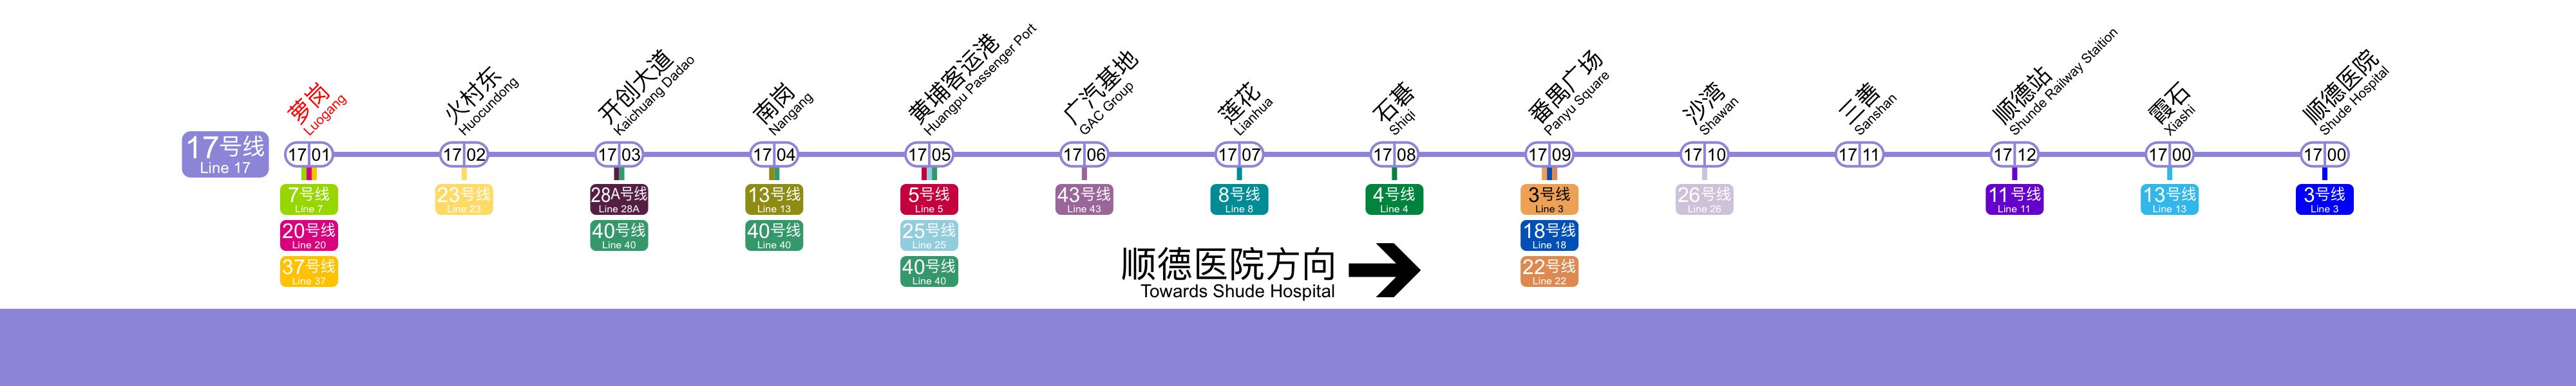 17号线
Line 17
萝岗
Luogang
17 01
7号线
Line 7
20号线
Line 20
37号线
Line 37
火村东
Huocundong
17 02
23号线
Line 23
开创大道
Kaichuang Dadao
17 03
28A号线
Line 28A
40号线
Line 40
南岗
Nangang
17 04
13号线
Line 13
40号线
Line 40
黄埔客运港
Huangpu Passenger Port
17 05
5号线
Line 5
25号线
Line 25
40号线
Line 40
广汽基地
GAC Group
17 06
43号线
Line 43
莲花
Lianhua
17 07
8号线
Line 8
石碁
Shiqi
17 08
4号线
Line 4
番禺广场
Panyu Square
17 09
3号线
Line 3
18号线
Line 18
22号线
Line 22
沙湾
Shawan
17 10
26号线
Line 26
三善
Sanshan
17 11
顺德站
Shunde Railway Staition
17 12
11号线
Line 11
霞石
Xiashi
17 00
13号线
Line 13
顺德医院
Shude Hospital
17 00
3号线
Line 3
顺德医院方向
Towards Shude Hospital